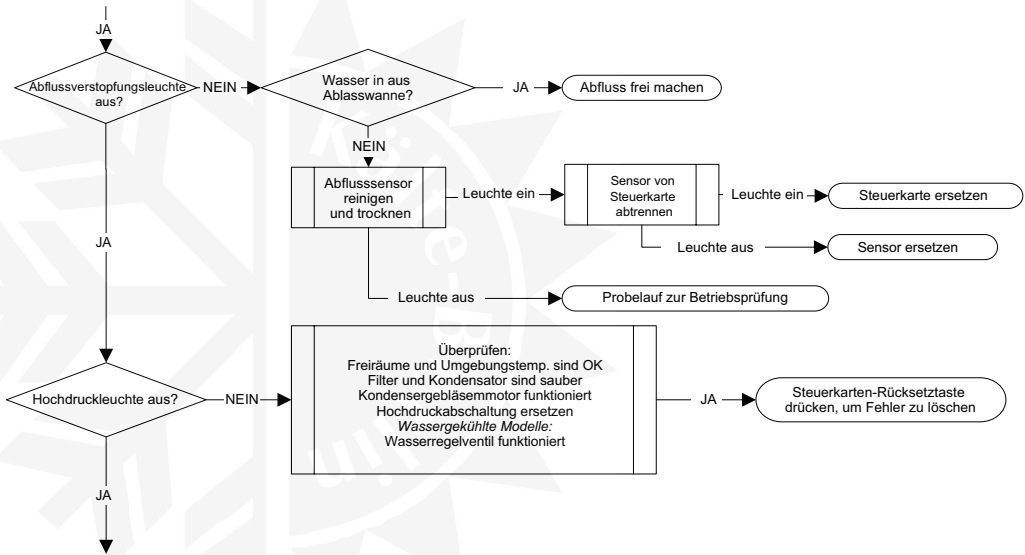 JA
Abflussverstopfungsleuchte
aus?
NEIN
Wasser in aus
Ablasswanne?
JA
Abfluss frei machen
NEIN
Abflusssensor
reinigen
und trocknen
Leuchte ein
Sensor von
Steuerkarte
abtrennen
Leuchte ein
Steuerkarte ersetzen
Leuchte aus
Sensor ersetzen
JA
Leuchte aus
Probelauf zur Betriebsprüfung
Hochdruckleuchte aus?
NEIN
Überprüfen:
Freiräume und Umgebungstemp. sind OK
Filter und Kondensator sind sauber
Kondensergebläsemmotor funktioniert
Hochdruckabschaltung ersetzen
Wassergekühlte Modelle:
Wasserregelventil funktioniert
JA
Steuerkarten-Rücksetztaste
drücken, um Fehler zu löschen
JA